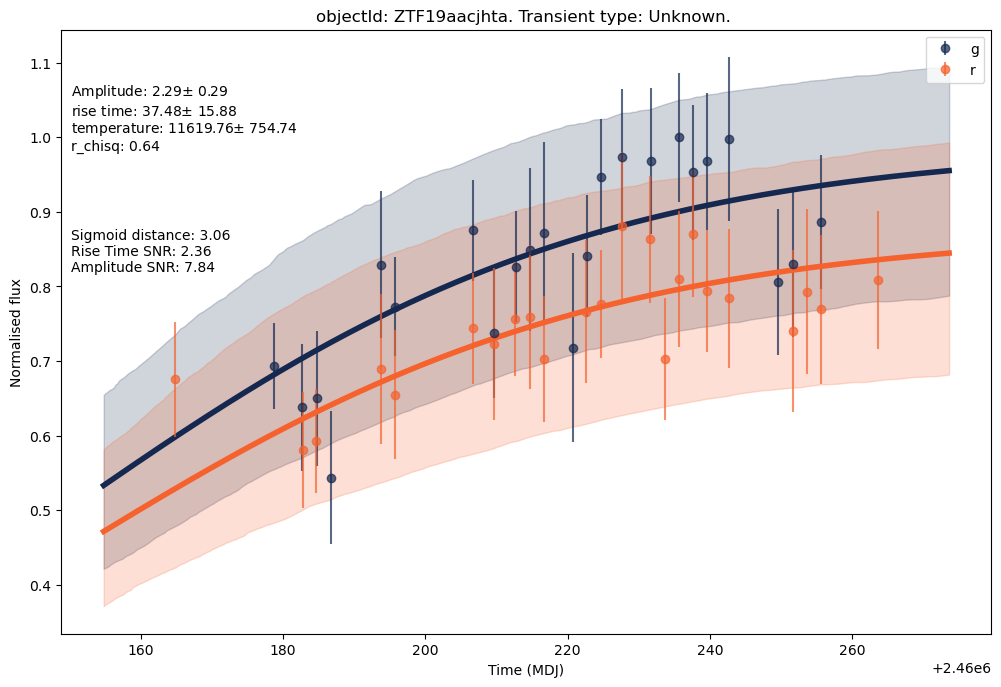 objectId: ZTF19aacjhta. Transient type: Unknown.
g
r
Amplitude: 2.29± 0.29
rise time: 37.48± 15.88
temperature: 11619.76± 754.74
r_chisq: 0.64
Sigmoid distance: 3.06
Rise Time SNR: 2.36
Amplitude SNR: 7.84
Normalised flux
1.1
1.0
0.9
0.8
0.7
0.6
0.5
0.4
160 180 200 220 240 260
Time (MDJ)
+2.46e6